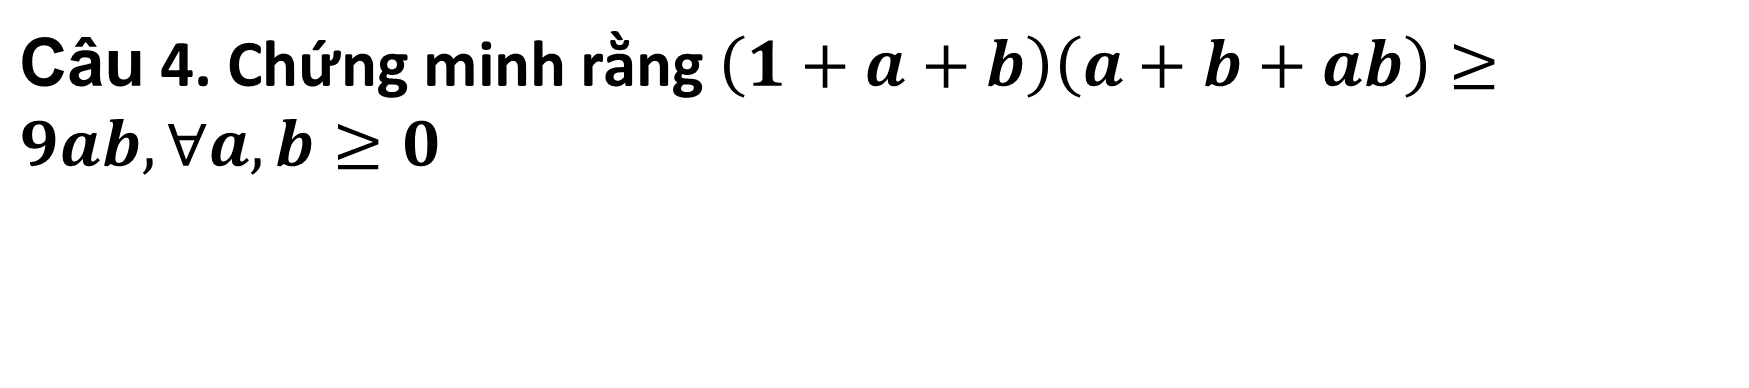 Câu 4. Chứng minh rằng (1 + a + b)(a + b + ab) ≥
9ab, ∀a, b ≥ 0